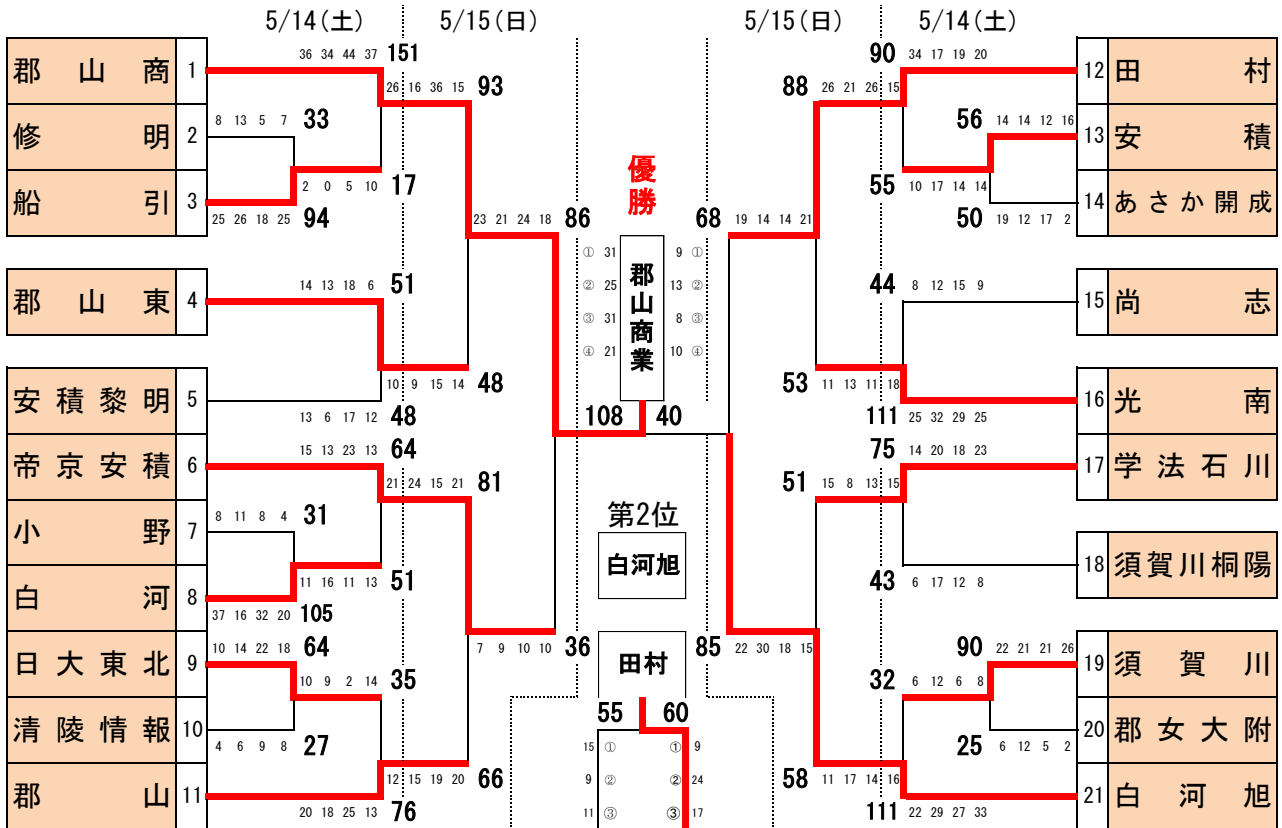 5/14(土) 5/15(日) 5/15(日) 5/14(土)
郡山商 1
36 34 44 37 151
26 16 36 15 93
修明 2
8 13 5 7 33
船引 3
2 0 5 10 17
25 26 18 25 94
23 21 24 18 86
郡山東 4
14 13 18 6 51
10 9 15 14 48
安積黎明 5
13 6 17 12 48
帝京安積 6
15 13 23 13 64
21 24 15 21 81
小野 7
8 11 8 4 31
白河 8
11 16 11 13 51
37 16 32 20 105
日大東北 9
10 14 22 18 64
10 9 2 14 35
7 9 10 10 36
清陵情報 10
4 6 9 8 27
郡山 11
12 15 19 20 66
20 18 25 13 76
優勝
郡山商業
① 31 9 ①
② 25 13 ②
③ 31 8 ③
④ 21 10 ④
108 40
第2位
白河旭
田村
55 60
15 ① ① 9
9 ② ② 24
11 ③ ③ 17
90 34 17 19 20
12 田村
88 26 21 26 15
56 14 14 12 16
13 安積
55 10 17 14 14
50 19 12 17 2
14 あさか開成
68 19 14 14 21
44 8 12 15 9
15 尚志
53 11 13 11 18
111 25 32 29 25
16 光南
75 14 20 18 23
17 学法石川
51 15 8 13 15
43 6 17 12 8
18 須賀川桐陽
85 22 30 18 15
90 22 21 21 26
19 須賀川
32 6 12 6 8
25 6 12 5 2
20 郡女大附
58 11 17 14 16
111 22 29 27 33
21 白河旭